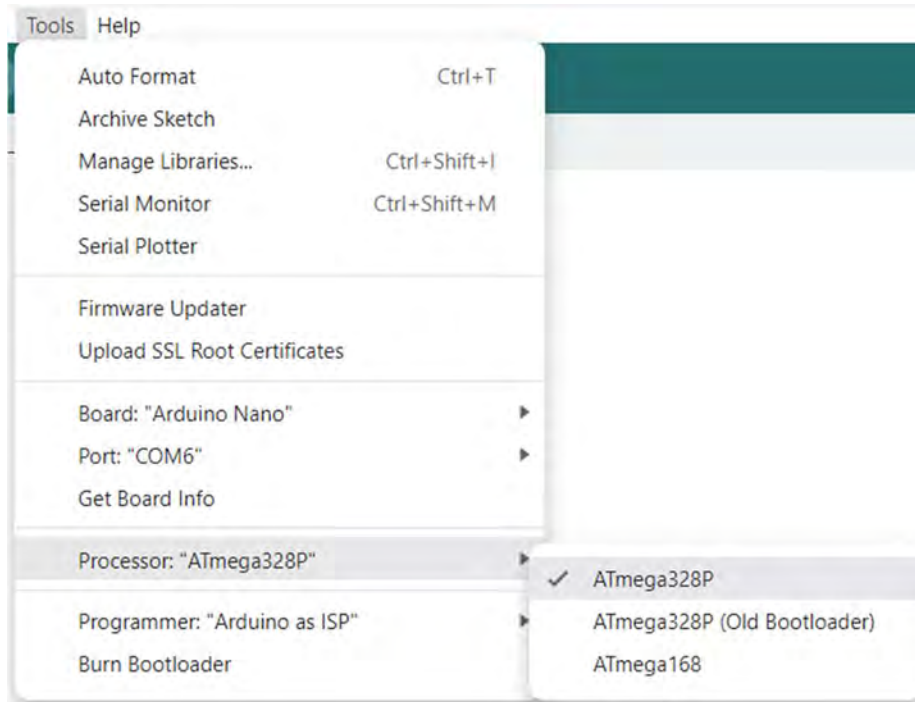 Tools Help
Auto Format Ctrl+T
Archive Sketch
Manage Libraries... Ctrl+Shift+I
Serial Monitor Ctrl+Shift+M
Serial Plotter
Firmware Updater
Upload SSL Root Certificates
Board: "Arduino Nano"
Port: "COM6"
Get Board Info
Processor: "ATmega328P"
ATmega328P
ATmega328P (Old Bootloader)
ATmega168
Programmer: "Arduino as ISP"
Burn Bootloader